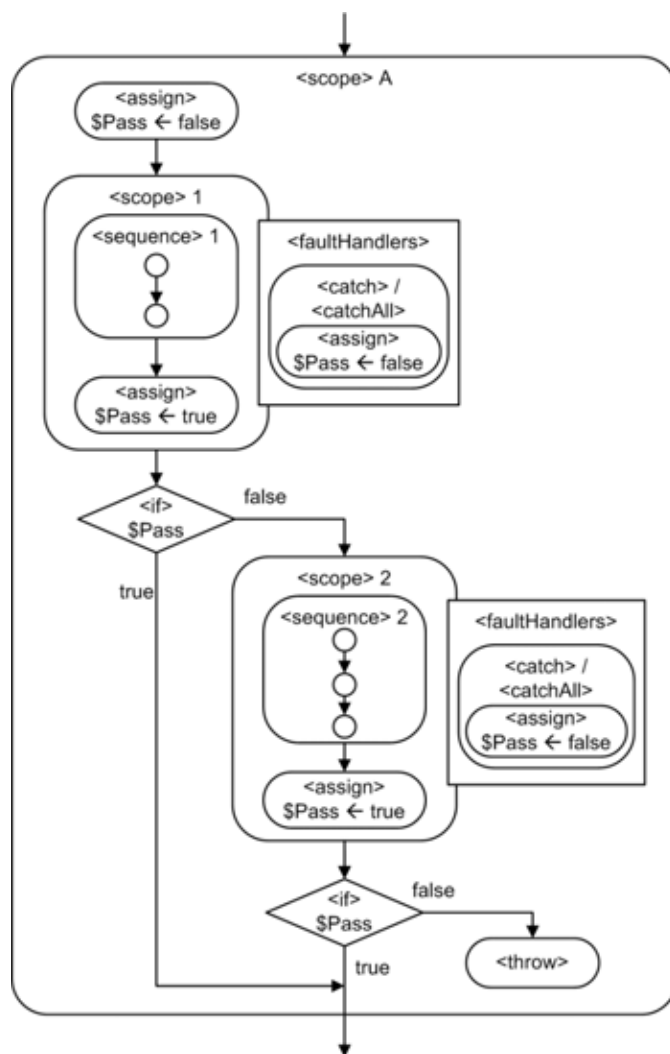 <scope> A
<assign>
$Pass ← false
<scope> 1
<sequence> 1
<assign>
$Pass ← true
<faultHandlers>
<catch> /
<catchAll>
<assign>
$Pass ← false
<if>
$Pass
false
true
<scope> 2
<sequence> 2
<assign>
$Pass ← true
<faultHandlers>
<catch> /
<catchAll>
<assign>
$Pass ← false
<if>
$Pass
false
true
<throw>